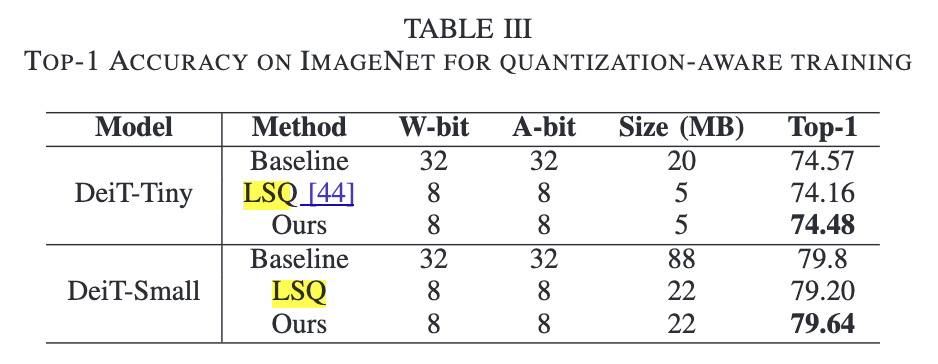 TABLE III
TOP-1 ACCURACY ON IMAGENET FOR QUANTIZATION-AWARE TRAINING
Model Method W-bit A-bit Size (MB) Top-1
Baseline 32 32 20 74.57
DeiT-Tiny LSQ [44] 8 8 5 74.16
Ours 8 8 5 74.48
Baseline 32 32 88 79.8
DeiT-Small LSQ 8 8 22 79.20
Ours 8 8 22 79.64